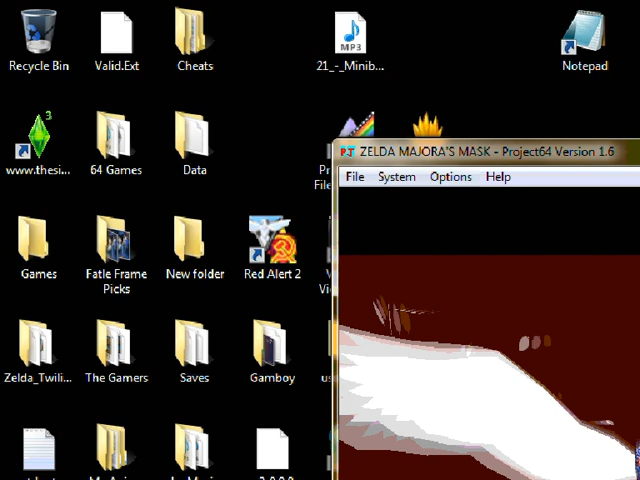 Recycle Bin
Valid.Ext
Cheats
MP3
21_-_Minib...
Notepad
3
www.thesi...
64 Games
Data
ZELDA MAJORA'S MASK - Project64 Version 1.6
File System Options Help
Games
Fatle Frame
Picks
New folder
Red Alert 2
Zelda_Twili...
The Gamers
Saves
Gamboy